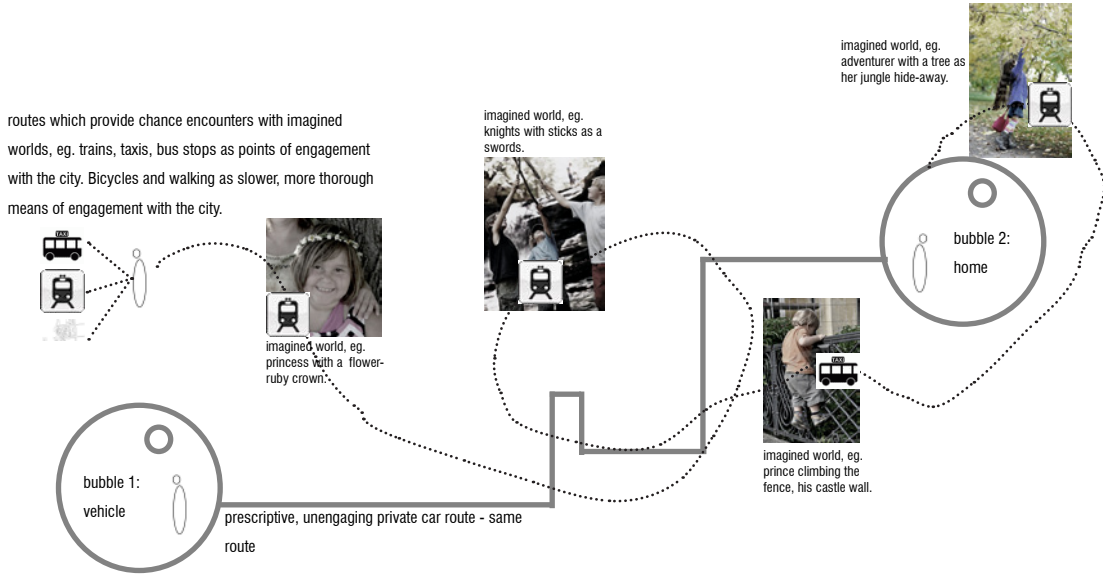 imagined world, eg.
adventurer with a tree as
her jungle hide-away.
routes which provide chance encounters with imagined
worlds, eg. trains, taxis, bus stops as points of engagement
with the city. Bicycles and walking as slower, more thorough
means of engagement with the city.
imagined world, eg.
knights with sticks as a
swords.
TAXI
imagined world, eg.
princess with a flower-
ruby crown.
bubble 2:
home
TAXI
imagined world, eg.
prince climbing the
fence, his castle wall.
bubble 1:
vehicle
prescriptive, unengaging private car route - same
route